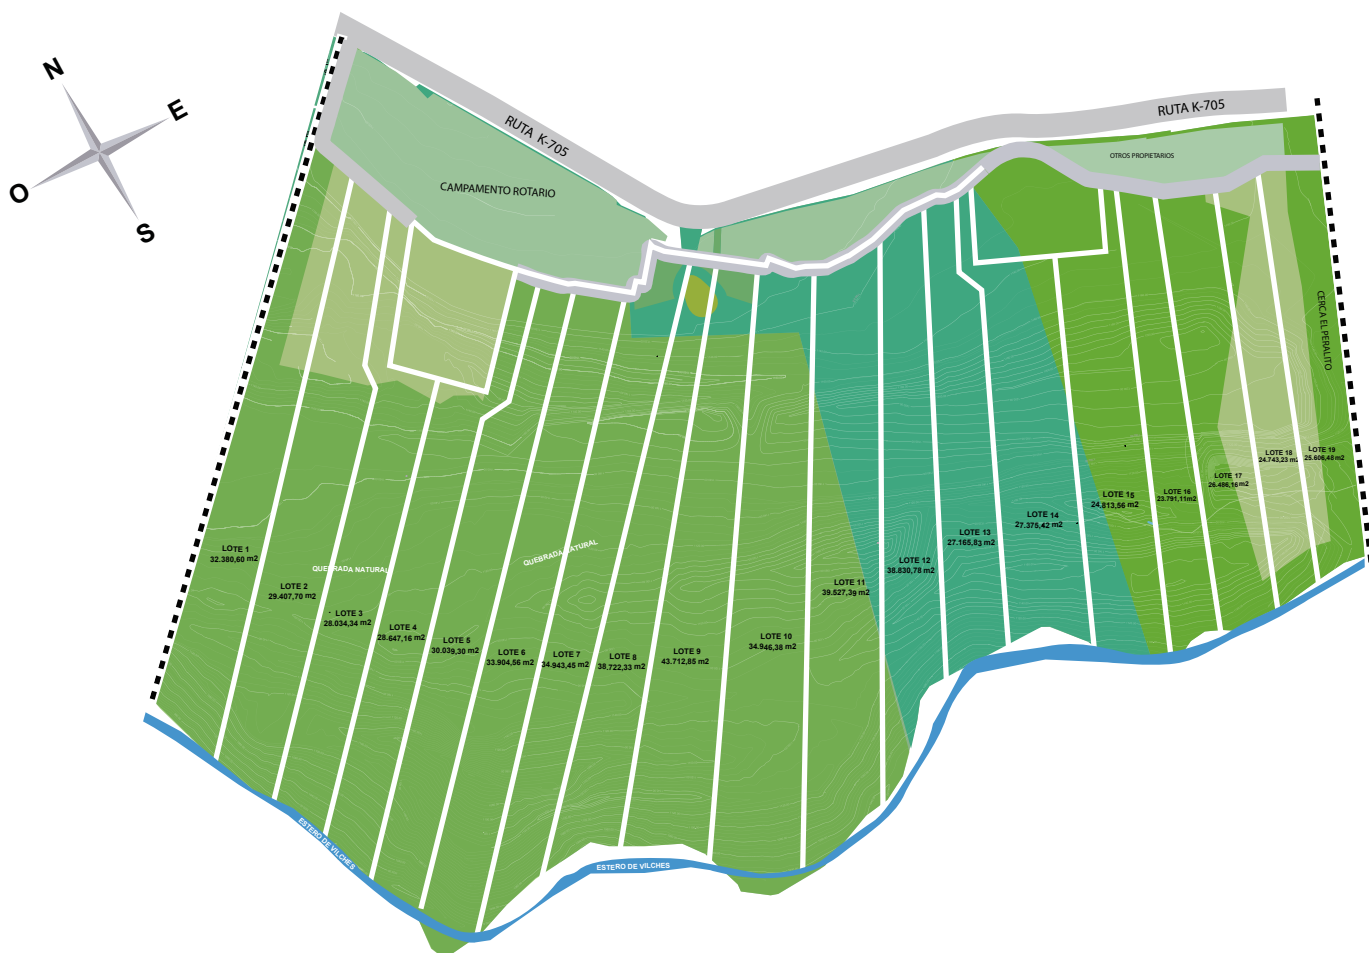 N
E
O
S
RUTA K-705
RUTA K-705
CAMPAMENTO ROTARIO
OTROS PROPIETARIOS
CERCA EL PERALITO
LOTE 1
32.380,60 m2
LOTE 2
29.407,70 m2
LOTE 3
28.034,34 m2
LOTE 4
28.647,16 m2
LOTE 5
30.039,30 m2
LOTE 6
33.904,56 m2
LOTE 7
34.943,45 m2
LOTE 8
38.722,33 m2
LOTE 9
43.712,85 m2
LOTE 10
34.946,38 m2
LOTE 11
39.527,39 m2
LOTE 12
38.830,78 m2
LOTE 13
27.165,83 m2
LOTE 14
27.375,42 m2
LOTE 15
24.813,56 m2
LOTE 16
23.791,11m2
LOTE 17
26.486,16m2
LOTE 18
24.743,23 m2
LOTE 19
25.606,48m2
QUEBRADA NATURAL
QUEBRADA NATURAL
ESTERO DE VILCHES
ESTERO DE VILCHES